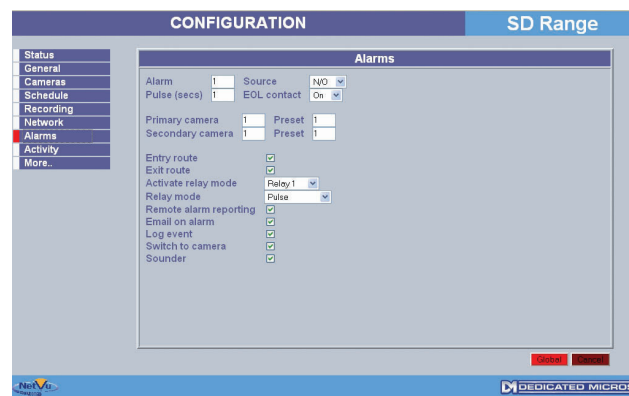 CONFIGURATION
SD Range
Status
General
Cameras
Schedule
Recording
Network
Alarms
Activity
More..
Alarms
Alarm 1 Source N/O
Pulse (secs) 1 EOL contact On
Primary camera 1 Preset 1
Secondary camera 1 Preset 1
Entry route
Exit route
Activate relay mode Relay 1
Relay mode Pulse
Remote alarm reporting
Email on alarm
Log event
Switch to camera
Sounder
Global Cancel
NetVu
DEDICATED MICROS